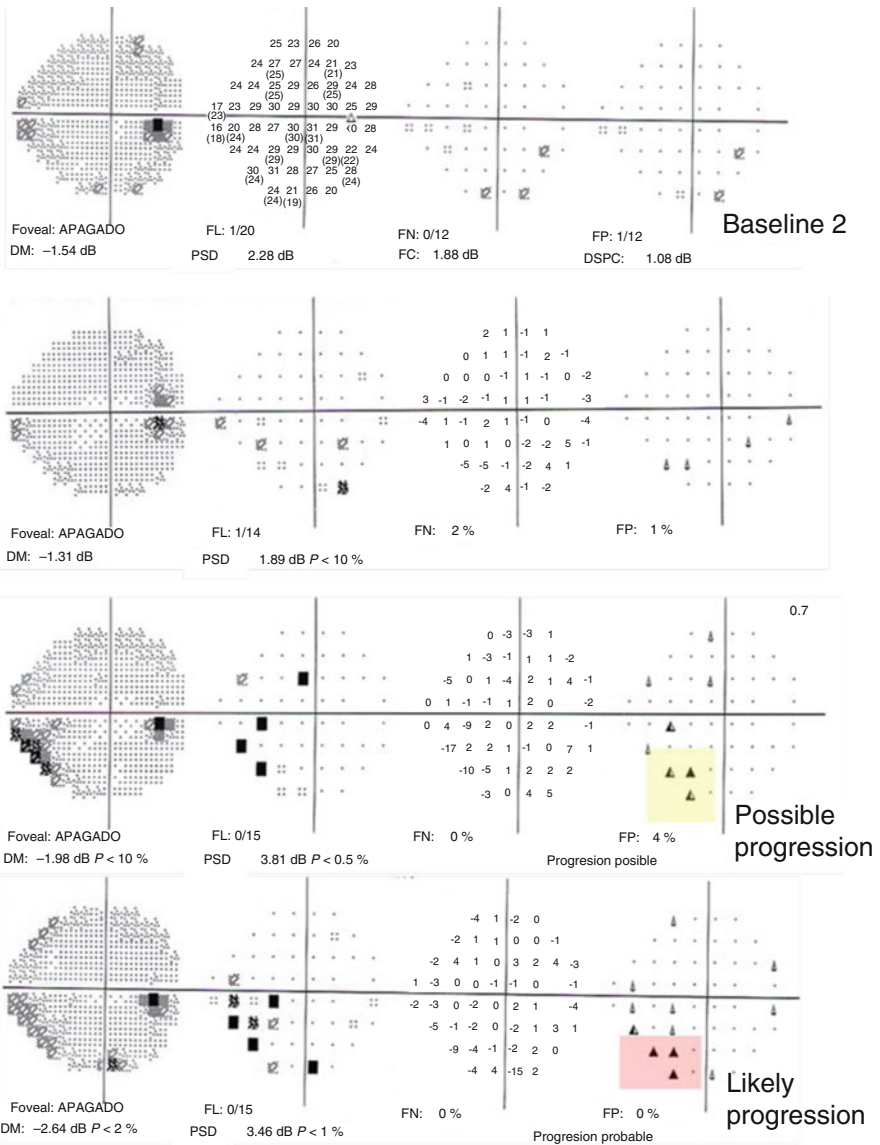 25 23 26 20
24 27 27 24 21 23
(25) (21)
24 24 25 29 26 29 24 28
(25) (25)
17 23 29 30 29 30 30 25 29
(23)
16 20 28 27 30 31 29 <0 28
(18) (24) (30) (31)
24 24 29 29 30 29 22 24
(29) (29) (22)
30 31 28 27 25 28
(24) (24)
24 21 26 20
(24) (19)
Baseline 2
Foveal: APAGADO FL: 1/20 FN: 0/12 FP: 1/12
DM: –1.54 dB PSD 2.28 dB FC: 1.88 dB DSPC: 1.08 dB
2 1 -1 1
0 1 1 -1 2 -1
0 0 0 -1 1 -1 0 -2
3 -1 -2 -1 1 1 -1 -3
-4 1 -1 2 1 -1 0 -4
1 0 1 0 -2 -2 5 -1
-5 -5 -1 -2 4 1
-2 4 -1 -2
Foveal: APAGADO FL: 1/14 FN: 2 % FP: 1 %
DM: –1.31 dB PSD 1.89 dB P < 10 %
0.7
0 -3 -3 1
1 -3 -1 1 1 -2
-5 0 1 -4 2 1 4 -1
0 1 -1 -1 1 2 0 -2
0 4 -9 2 0 2 2 -1
-17 2 2 1 -1 0 7 1
-10 -5 1 2 2 2
-3 0 4 5
Possible
progression
Foveal: APAGADO FL: 0/15 FN: 0 % FP: 4 %
DM: –1.98 dB P < 10 % PSD 3.81 dB P < 0.5 % Progresion posible
-4 1 -2 0
-2 1 1 0 0 -1
-2 4 1 0 3 2 4 -3
1 -3 0 0 -1 -1 0 -1
-2 -3 0 -2 0 2 1 -4
-5 -1 -2 0 -2 1 3 1
-9 -4 -1 -2 2 0
-4 4 -15 2
Likely
progression
Foveal: APAGADO FL: 0/15 FN: 0 % FP: 0 %
DM: –2.64 dB P < 2 % PSD 3.46 dB P < 1 % Progresion probable